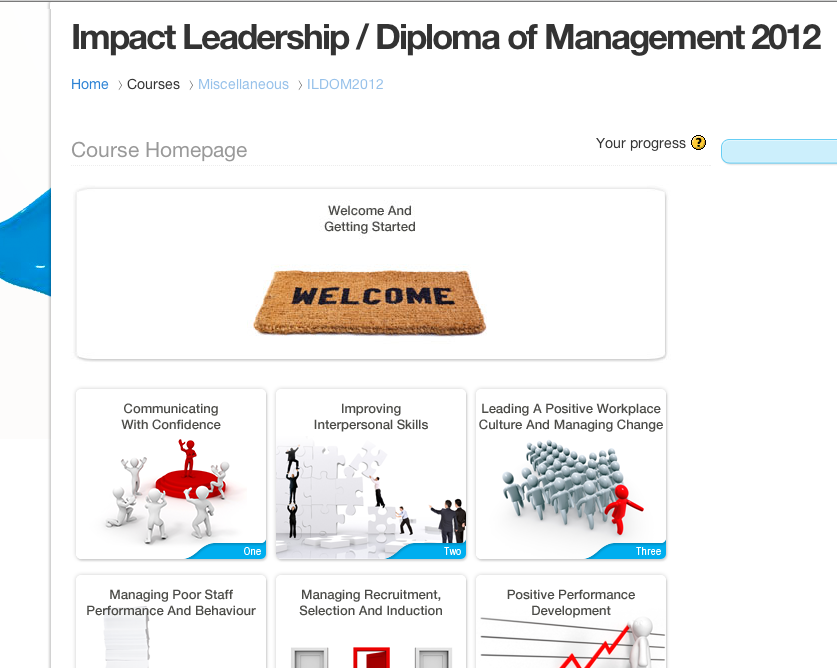 Impact Leadership / Diploma of Management 2012
Home › Courses › Miscellaneous › ILDOM2012
Course Homepage
Your progress ?
Welcome And
Getting Started
WELCOME
Communicating
With Confidence
One
Improving
Interpersonal Skills
Two
Leading A Positive Workplace
Culture And Managing Change
Three
Managing Poor Staff
Performance And Behaviour
Managing Recruitment,
Selection And Induction
Positive Performance
Development